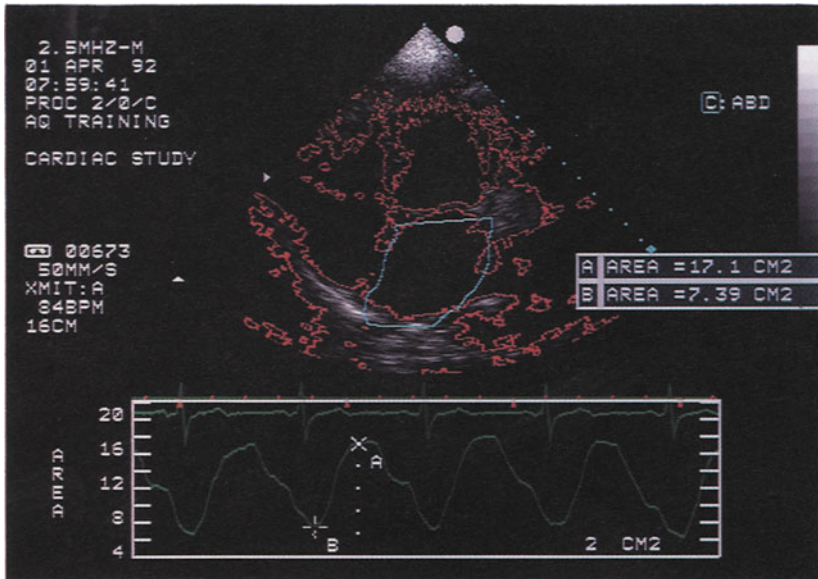 2.5MHZ-M
01 APR 92
07:59:41
PROC 2/0/C
AQ TRAINING
CARDIAC STUDY
C: ABD
00673
50MM/S
XMIT:A
84BPM
16CM
A AREA =17.1 CM2
B AREA =7.39 CM2
20
16
12
8
4
AREA
A
B
2 CM2